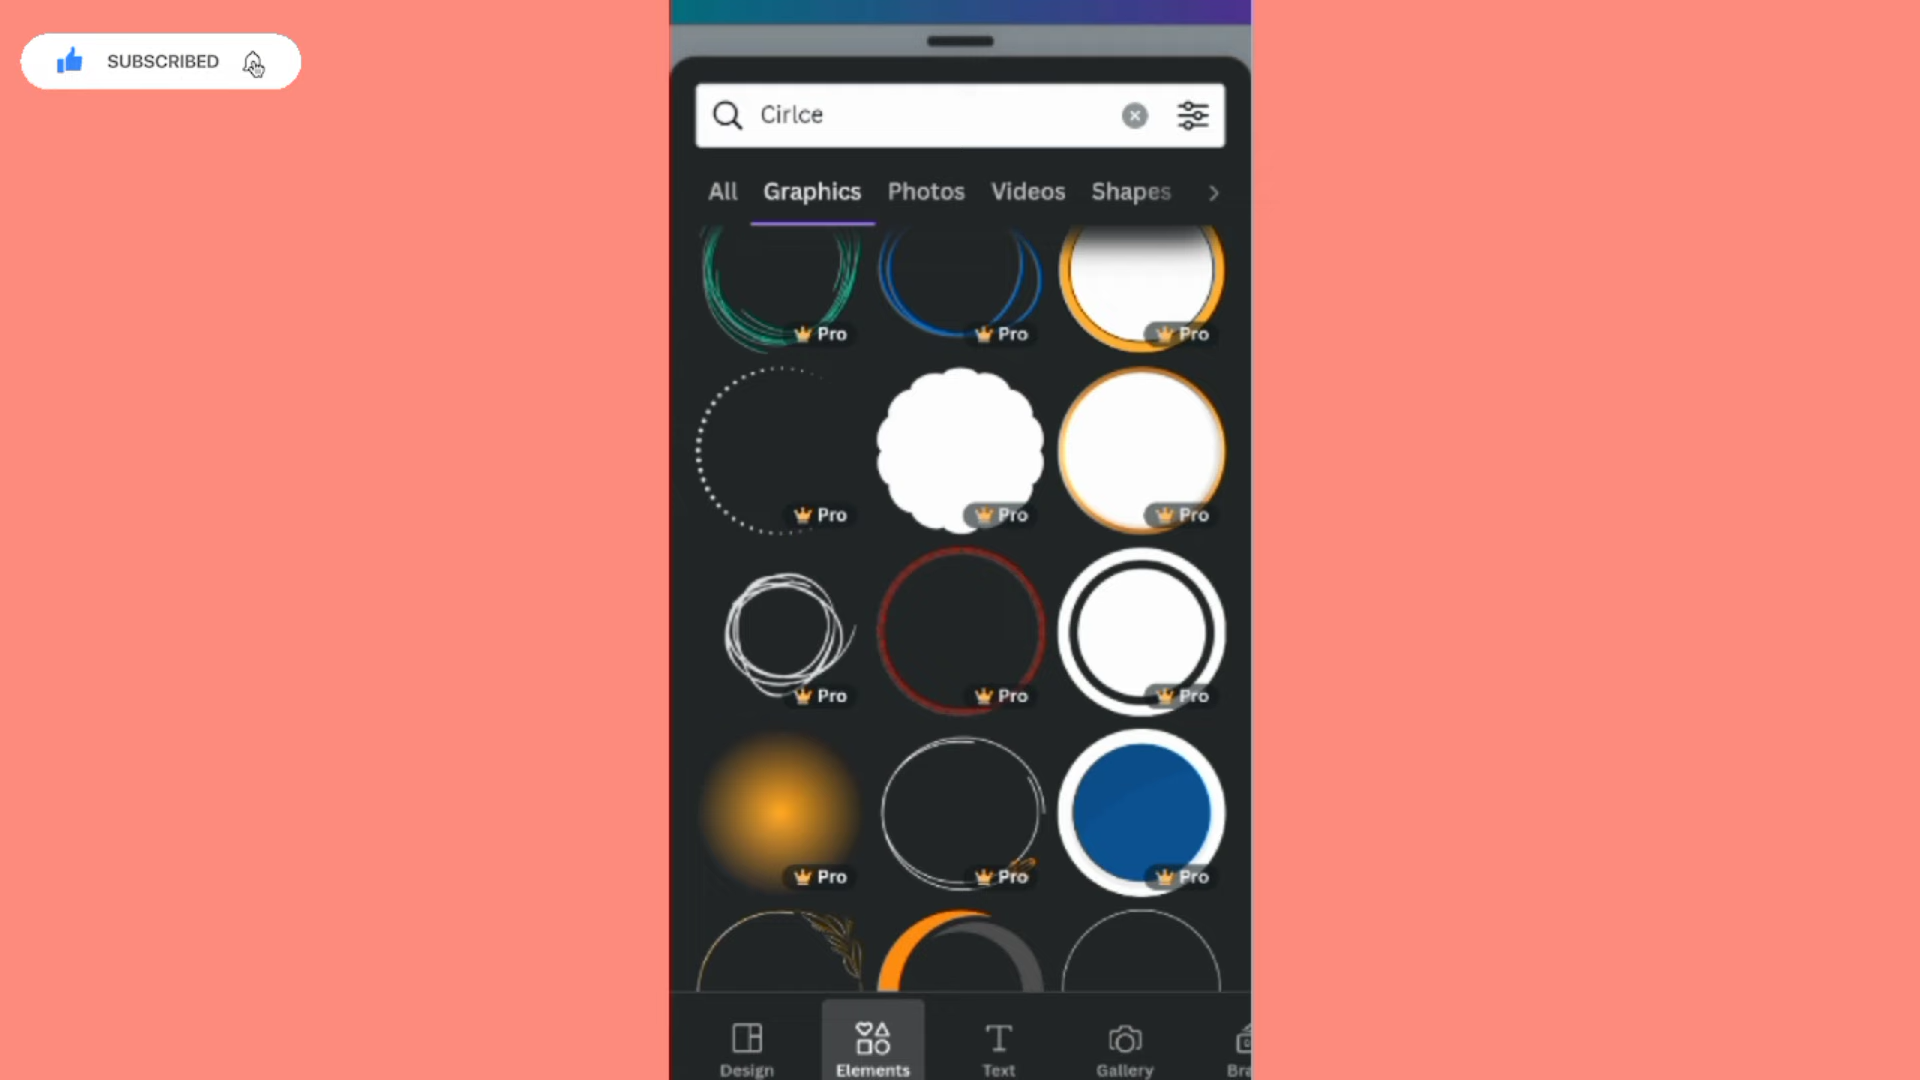 SUBSCRIBED
Cirlce
All Graphics Photos Videos Shapes
Pro Pro Pro
Pro Pro Pro
Pro Pro Pro
Pro Pro Pro
Design Elements Text Gallery